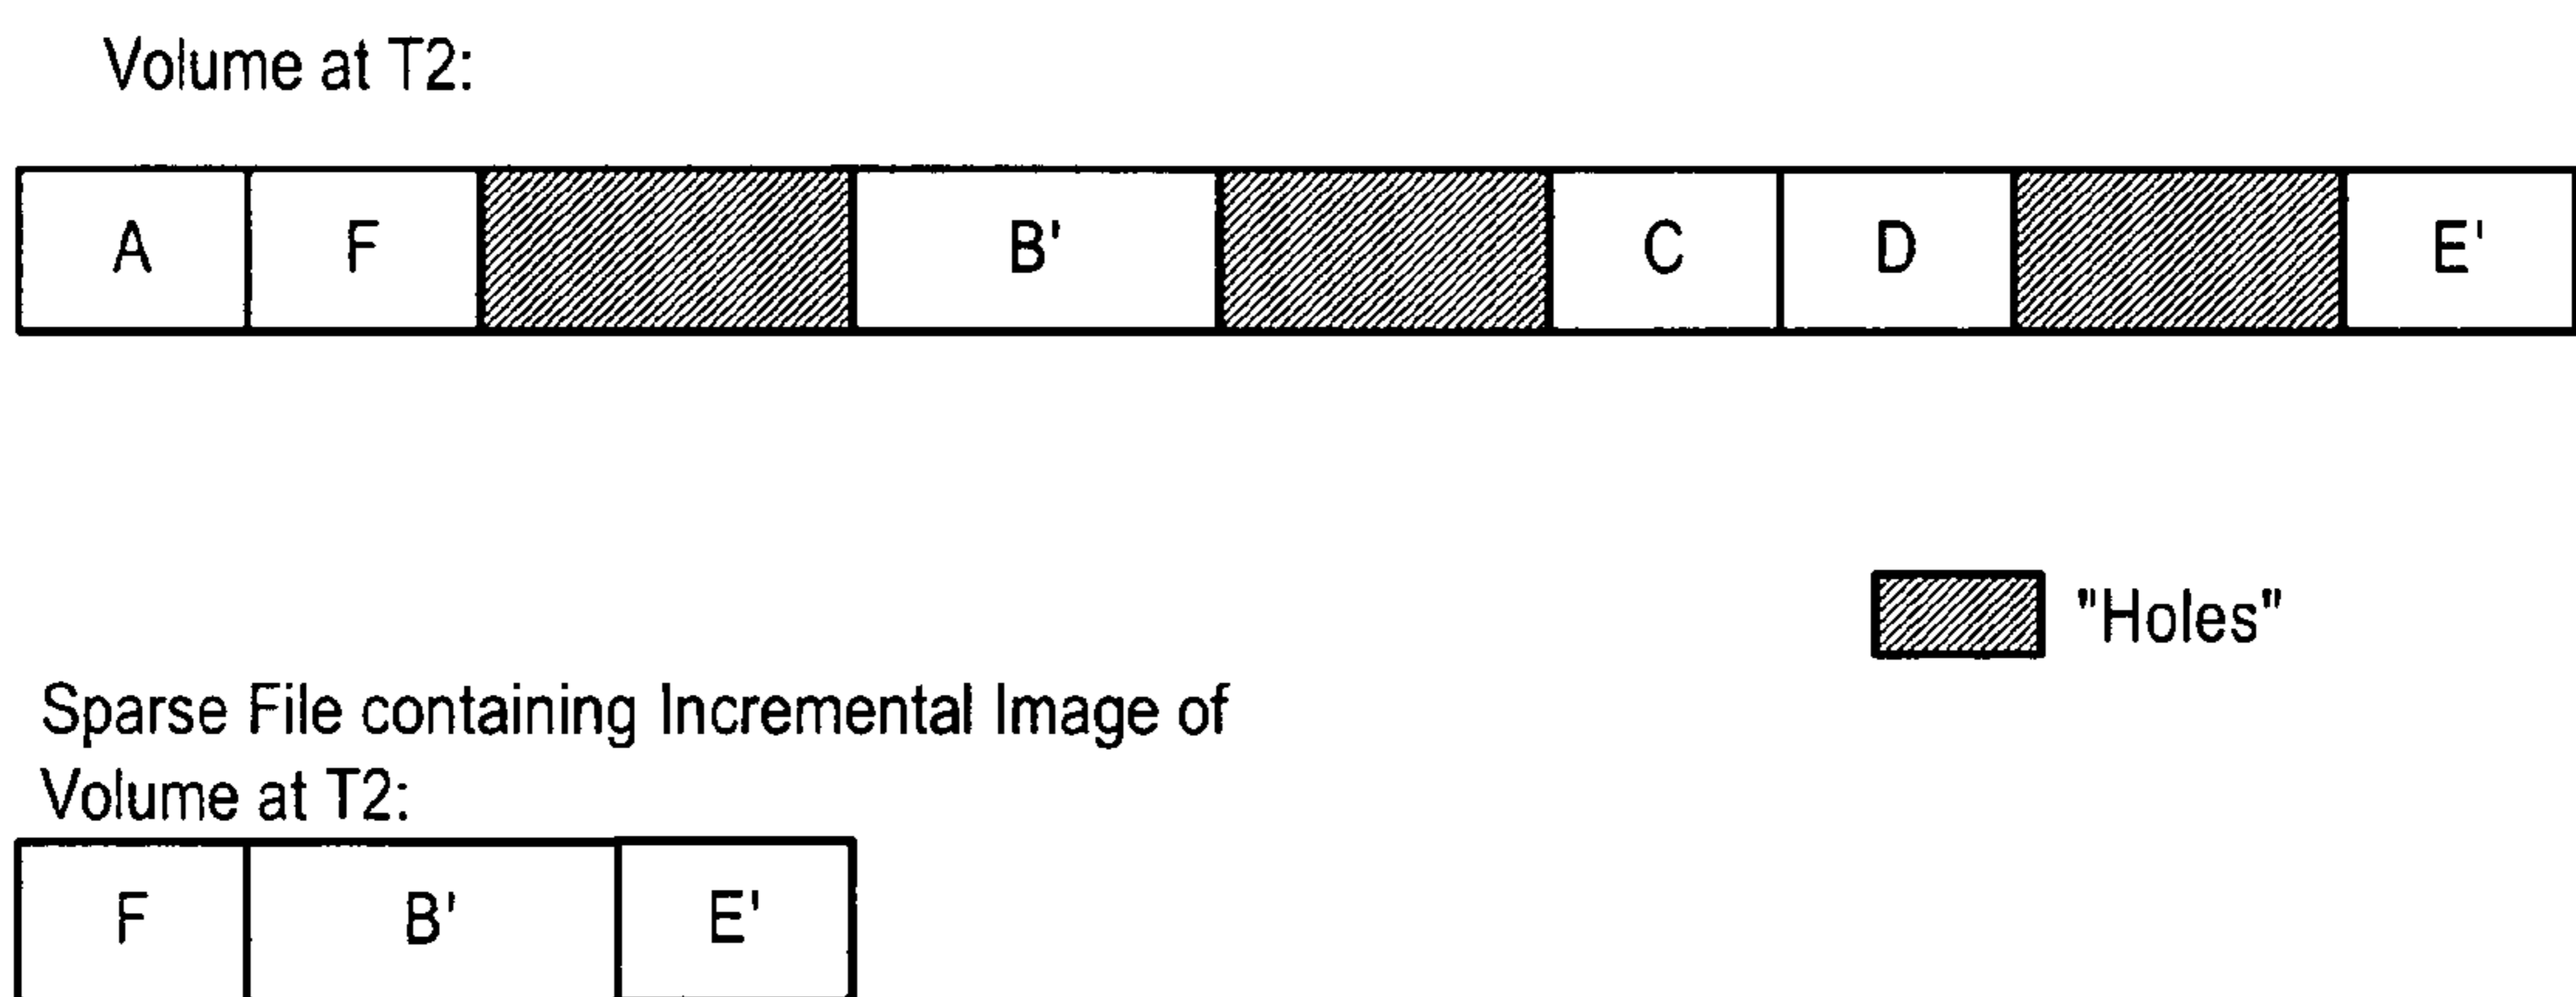 Volume at T2:
A F B' C D E'
"Holes"
Sparse File containing Incremental Image of
Volume at T2:
F B' E'